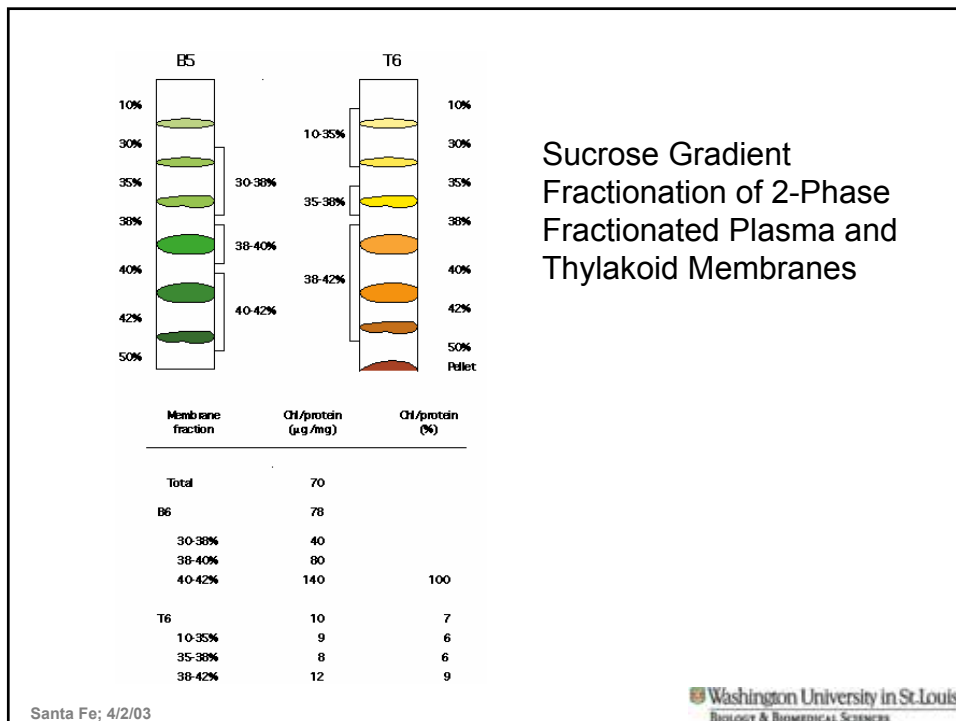 B5 T6
10% 10%
10-35%
30% 30%
30-38%
35% 35%
35-38%
38% 38%
38-40%
38-42%
40% 40%
40-42%
42% 42%
50% 50%
Pellet
Sucrose Gradient
Fractionation of 2-Phase
Fractionated Plasma and
Thylakoid Membranes
Membrane Chl/protein Chl/protein
fraction (µg/mg) (%)
Total 70
B6 78
30-38% 40
38-40% 80
40-42% 140 100
T6 10 7
10-35% 9 6
35-38% 8 6
38-42% 12 9
Santa Fe; 4/2/03
Washington University in St.Louis
BIOLOGY & BIOMEDICAL SCIENCES